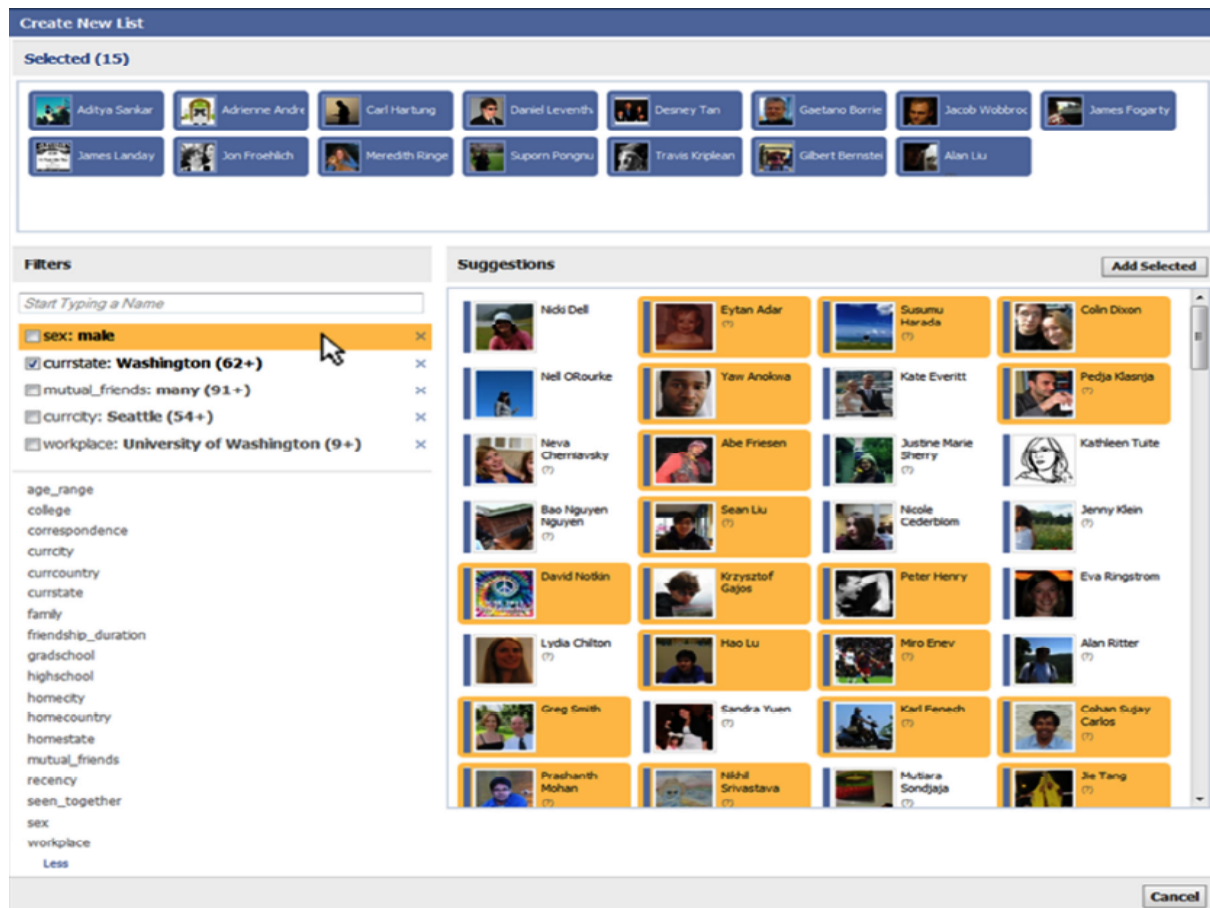 Create New List
Selected (15)
Aditya Sankar
Adrienne Andre
Carl Hartung
Daniel Leventh
Desney Tan
Gaetano Borrie
Jacob Wobbroc
James Fogarty
James Landay
Jon Froehlich
Meredith Ringe
Suporn Pongnu
Travis Kriplean
Gilbert Bernstei
Alan Liu
Filters
Start Typing a Name
sex: male
currstate: Washington (62+)
mutual_friends: many (91+)
currcity: Seattle (54+)
workplace: University of Washington (9+)
age_range
college
correspondence
currcity
currcountry
currstate
family
friendship_duration
gradschool
highschool
homecity
homecountry
homestate
mutual_friends
recency
seen_together
sex
workplace
Less
Suggestions
Add Selected
Nicki Dell
Eytan Adar
(?)
Susumu
Harada
(?)
Colin Dixon
Nell ORourke
Yaw Anokwa
Kate Everitt
Pedja Klasnja
(?)
Neva
Cherniavsky
(?)
Abe Friesen
Justine Marie
Sherry
(?)
Kathleen Tuite
Bao Nguyen
Nguyen
(?)
Sean Liu
(?)
Nicole
Cederblom
Jenny Klein
(?)
David Notkin
Krzysztof
Gajos
Peter Henry
Eva Ringstrom
Lydia Chilton
(?)
Hao Lu
Miro Enev
(?)
Alan Ritter
(?)
Greg Smith
Sandra Yuen
(?)
Karl Fenech
(?)
Cohan Sujay
Carlos
(?)
Prashanth
Mohan
(?)
Nikhil
Srivastava
(?)
Mutiara
Sondjaja
(?)
Jie Tang
(?)
Cancel